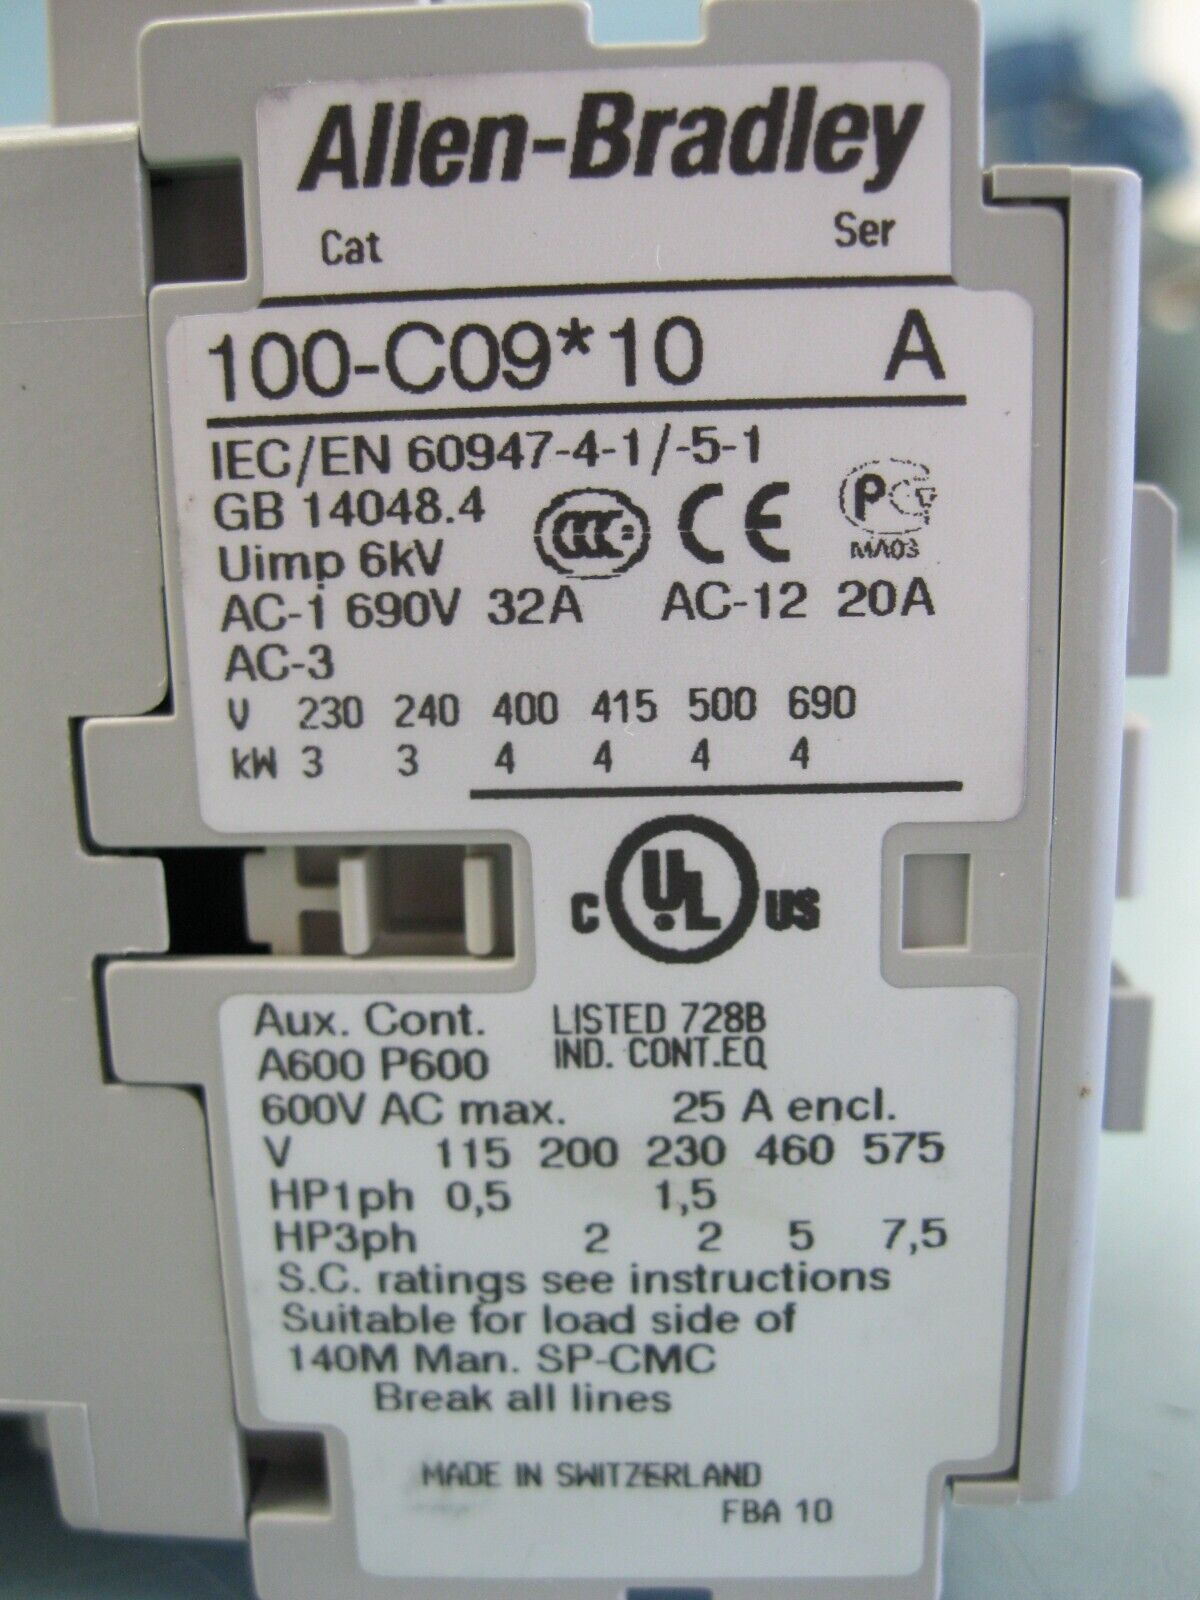 Allen-Bradley
Cat Ser
100-C09*10 A
IEC/EN 60947-4-1/-5-1
GB 14048.4 CCC CE PCT
Uimp 6kV MA03
AC-1 690V 32A AC-12 20A
AC-3
V 230 240 400 415 500 690
kW 3 3 4 4 4 4
C UL US
Aux. Cont. LISTED 728B
A600 P600 IND. CONT.EQ
600V AC max. 25 A encl.
V 115 200 230 460 575
HP1ph 0,5 1,5
HP3ph 2 2 5 7,5
S.C. ratings see instructions
Suitable for load side of
140M Man. SP-CMC
Break all lines
MADE IN SWITZERLAND
FBA 10